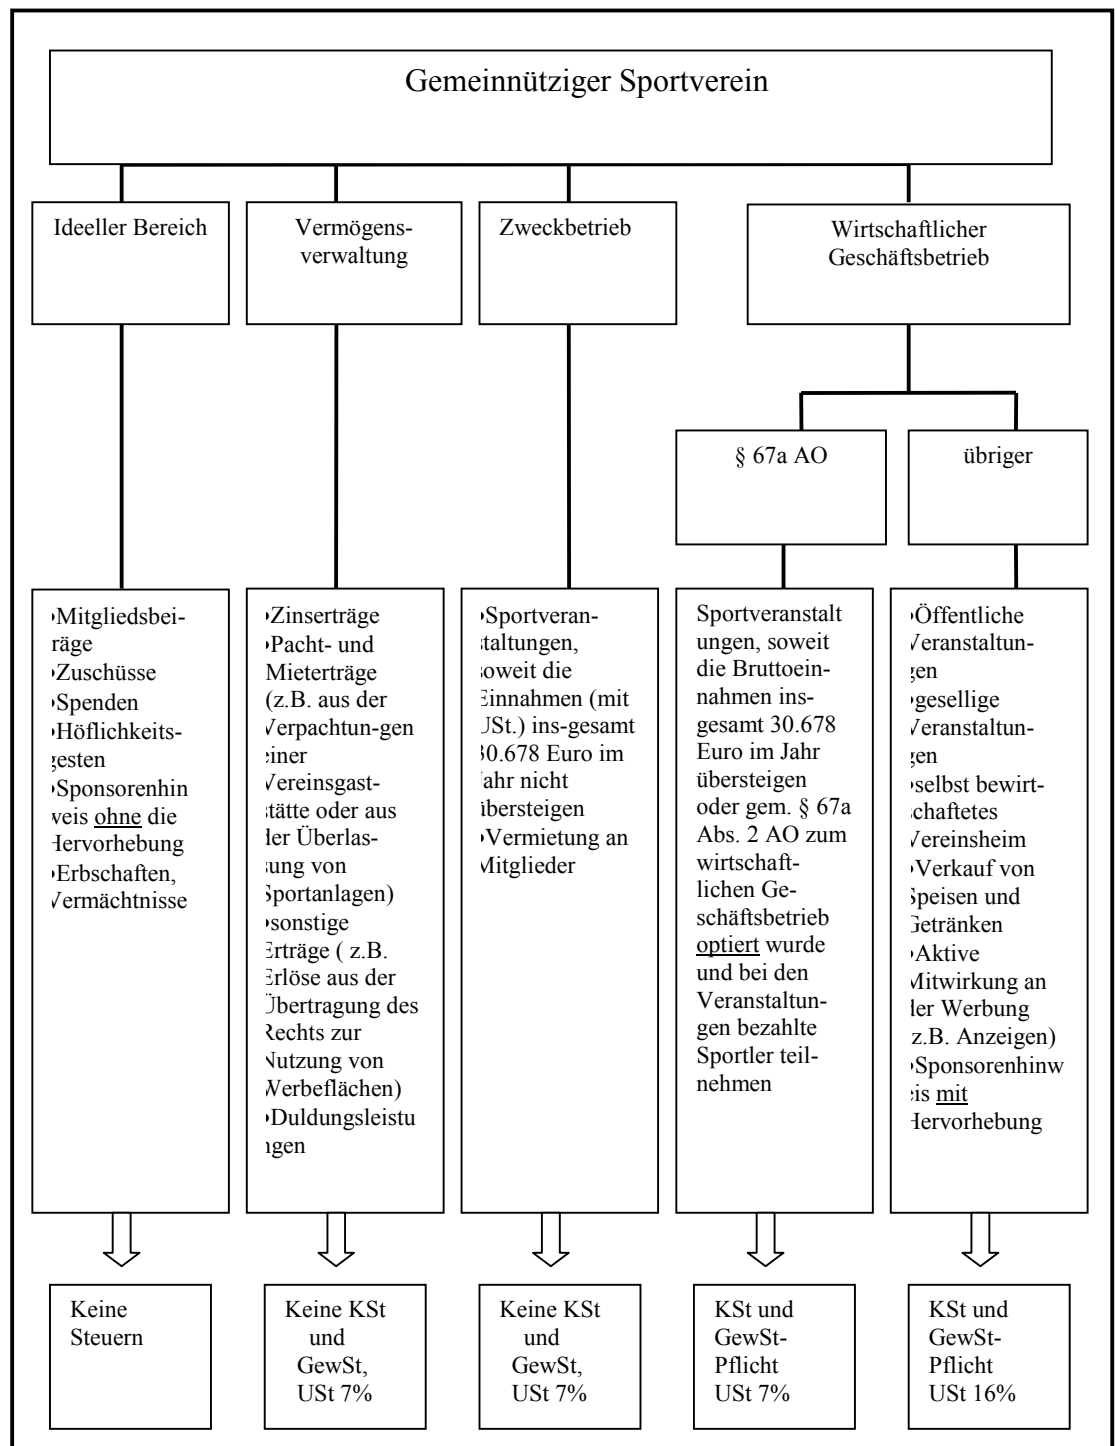 Gemeinnütziger Sportverein
Ideeller Bereich
Vermögens-
verwaltung
Zweckbetrieb
Wirtschaftlicher
Geschäftsbetrieb
§ 67a AO
übriger
•Mitgliedsbei-
räge
•Zuschüsse
•Spenden
•Höflichkeits-
gesten
•Sponsorenhin
weis ohne die
Hervorhebung
•Erbschaften,
Vermächtnisse
•Zinserträge
•Pacht- und
Mieterträge
(z.B. aus der
Verpachtun-gen
einer
Vereinsgast-
stätte oder aus
der Überlas-
sung von
Sportanlagen)
•sonstige
Erträge ( z.B.
Erlöse aus der
Übertragung des
Rechts zur
Nutzung von
Werbeflächen)
•Duldungsleistu
ngen
•Sportveran-
staltungen,
soweit die
Einnahmen (mit
USt.) ins-gesamt
30.678 Euro im
Jahr nicht
übersteigen
•Vermietung an
Mitglieder
Sportveranstalt
ungen, soweit
die Bruttoein-
nahmen ins-
gesamt 30.678
Euro im Jahr
übersteigen
oder gem. § 67a
Abs. 2 AO zum
wirtschaft-
lichen Ge-
schäftsbetrieb
optiert wurde
und bei den
Veranstaltun-
gen bezahlte
Sportler teil-
nehmen
•Öffentliche
Veranstaltun-
gen
•gesellige
Veranstaltun-
gen
•selbst bewirt-
schaftetes
Vereinsheim
•Verkauf von
Speisen und
Getränken
•Aktive
Mitwirkung an
der Werbung
z.B. Anzeigen)
•Sponsorenhinw
eis mit
Hervorhebung
Keine
Steuern
Keine KSt
und
GewSt,
USt 7%
Keine KSt
und
GewSt,
USt 7%
KSt und
GewSt-
Pflicht
USt 7%
KSt und
GewSt-
Pflicht
USt 16%